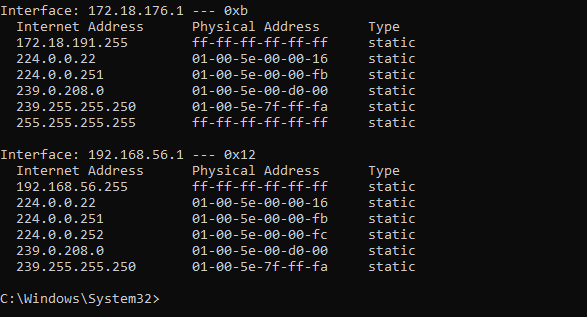 Interface: 172.18.176.1 --- 0xb
  Internet Address      Physical Address      Type
  172.18.191.255        ff-ff-ff-ff-ff-ff     static
  224.0.0.22            01-00-5e-00-00-16     static
  224.0.0.251           01-00-5e-00-00-fb     static
  239.0.208.0           01-00-5e-00-d0-00     static
  239.255.255.250       01-00-5e-7f-ff-fa     static
  255.255.255.255       ff-ff-ff-ff-ff-ff     static
Interface: 192.168.56.1 --- 0x12
  Internet Address      Physical Address      Type
  192.168.56.255        ff-ff-ff-ff-ff-ff     static
  224.0.0.22            01-00-5e-00-00-16     static
  224.0.0.251           01-00-5e-00-00-fb     static
  224.0.0.252           01-00-5e-00-00-fc     static
  239.0.208.0           01-00-5e-00-d0-00     static
  239.255.255.250       01-00-5e-7f-ff-fa     static
C:\Windows\System32>